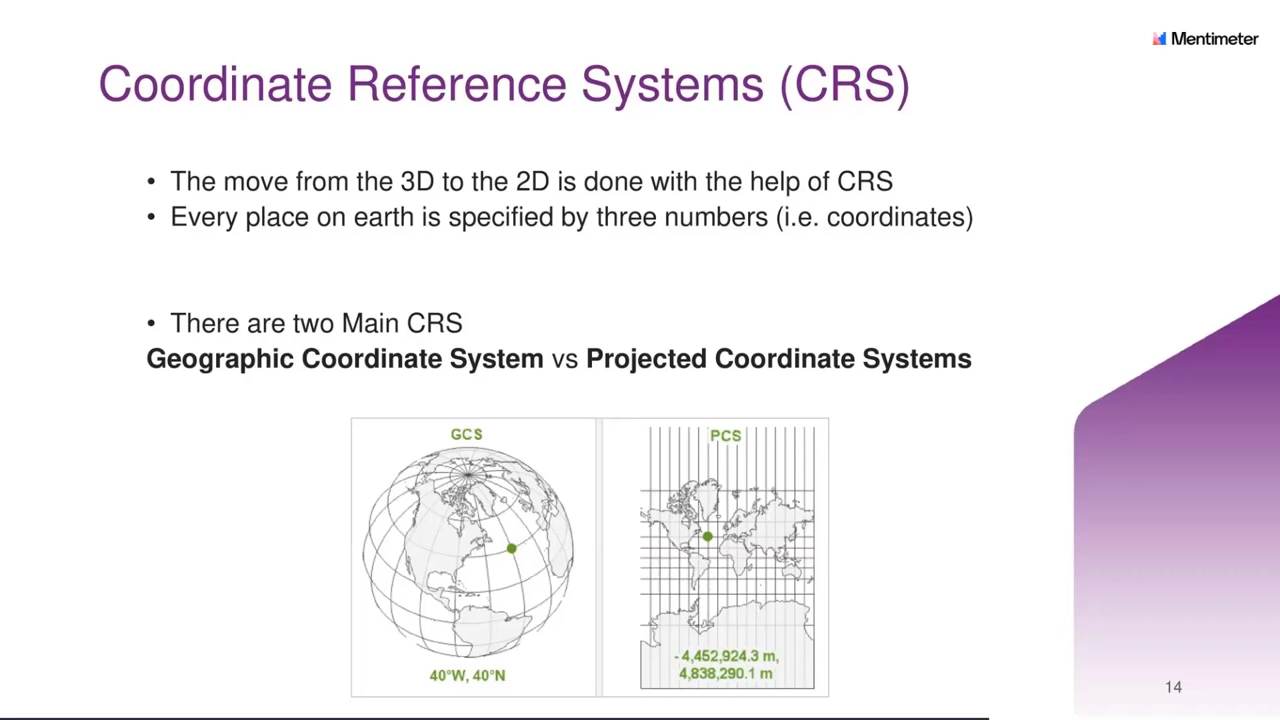 Mentimeter
Coordinate Reference Systems (CRS)
• The move from the 3D to the 2D is done with the help of CRS
• Every place on earth is specified by three numbers (i.e. coordinates)
• There are two Main CRS
Geographic Coordinate System vs Projected Coordinate Systems
GCS
40°W, 40°N
PCS
- 4,452,924.3 m,
4,838,290.1 m
14